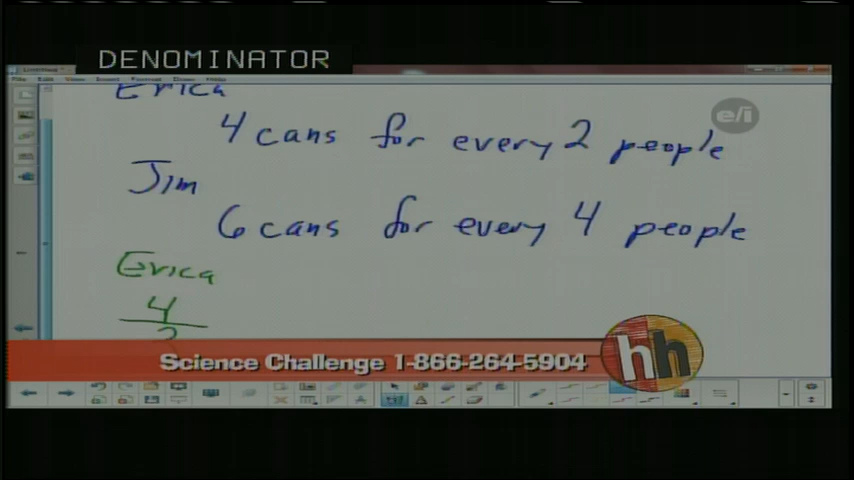 DENOMINATOR
e/i
Erica
4 cans for every 2 people
Jim
6 cans for every 4 people
Erica
4
2
Science Challenge 1-866-264-5904
hh